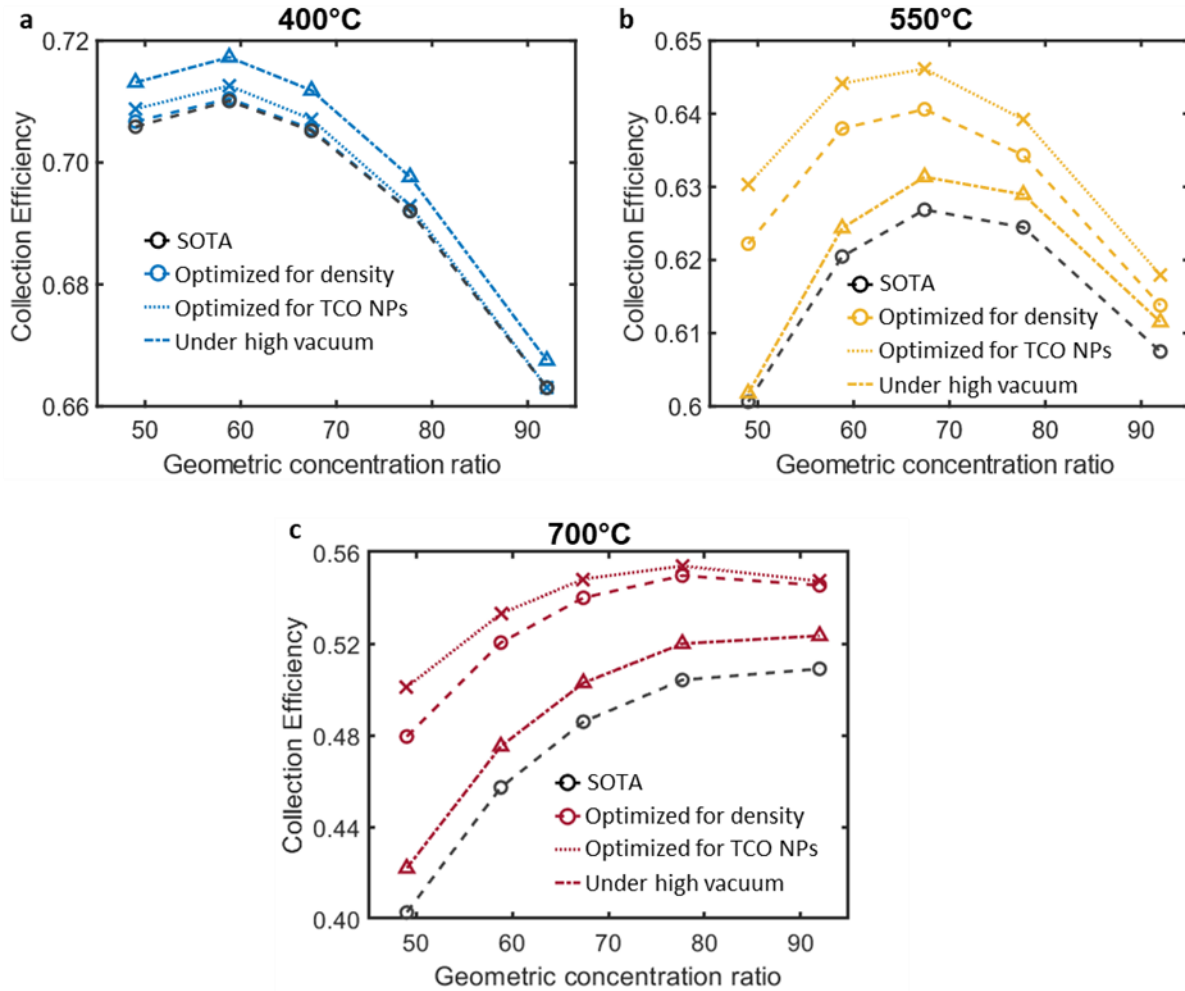 a
400°C
0.72
0.70
0.68
0.66
Collection Efficiency
SOTA
Optimized for density
Optimized for TCO NPs
Under high vacuum
50 60 70 80 90
Geometric concentration ratio
b
550°C
0.65
0.64
0.63
0.62
0.61
0.6
Collection Efficiency
SOTA
Optimized for density
Optimized for TCO NPs
Under high vacuum
50 60 70 80 90
Geometric concentration ratio
c
700°C
0.56
0.52
0.48
0.44
0.40
Collection Efficiency
SOTA
Optimized for density
Optimized for TCO NPs
Under high vacuum
50 60 70 80 90
Geometric concentration ratio